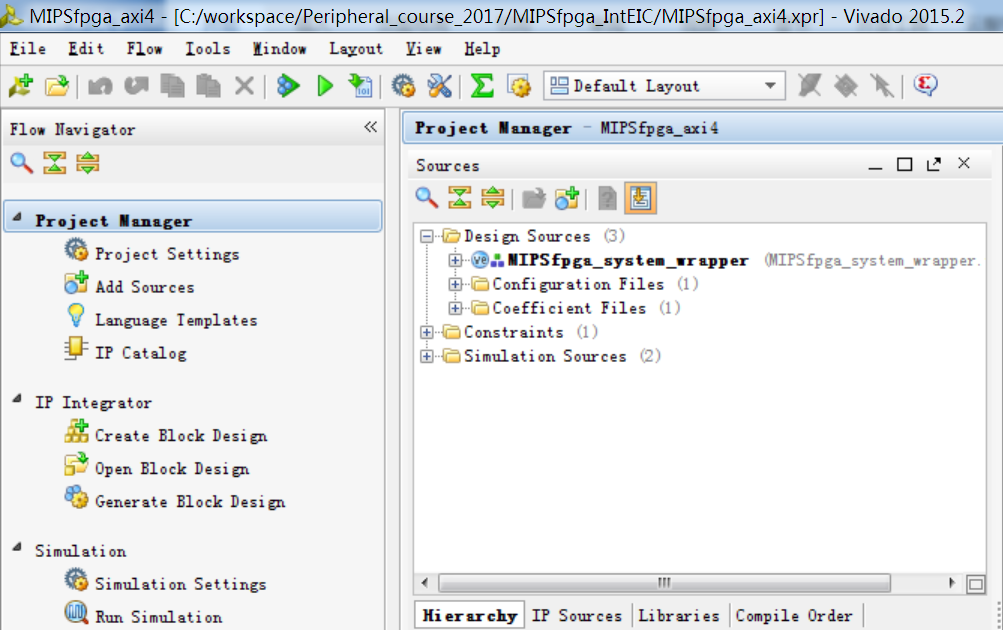 MIPSfpga_axi4 - [C:/workspace/Peripheral_course_2017/MIPSfpga_IntEIC/MIPSfpga_axi4.xpr] - Vivado 2015.2
File Edit Flow Tools Window Layout View Help
Default Layout
Flow Navigator
Project Manager
Project Settings
Add Sources
Language Templates
IP Catalog
IP Integrator
Create Block Design
Open Block Design
Generate Block Design
Simulation
Simulation Settings
Run Simulation
Project Manager - MIPSfpga_axi4
Sources
Design Sources (3)
MIPSfpga_system_wrapper (MIPSfpga_system_wrapper.
Configuration Files (1)
Coefficient Files (1)
Constraints (1)
Simulation Sources (2)
Hierarchy IP Sources Libraries Compile Order